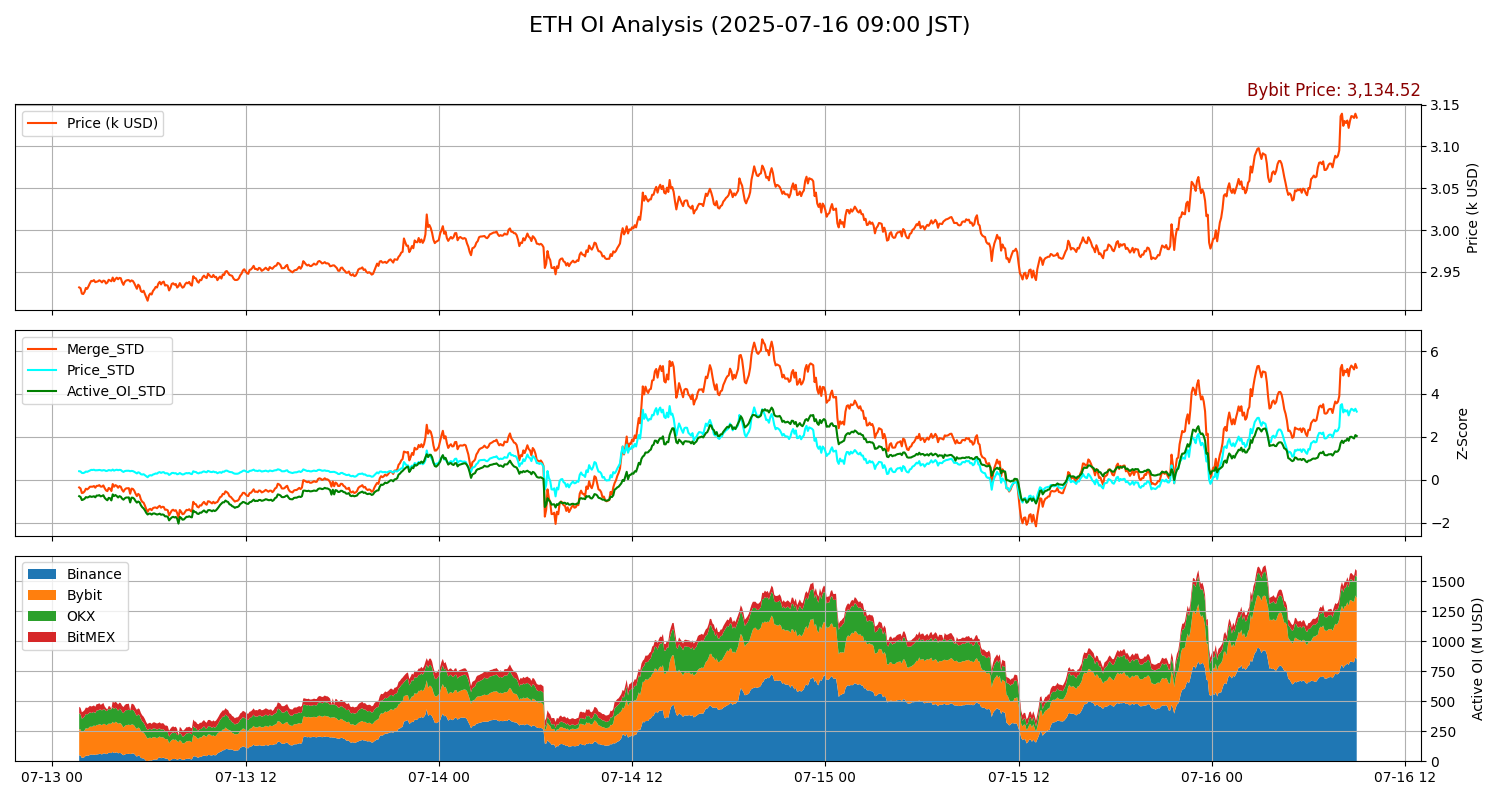 ETH OI Analysis (2025-07-16 09:00 JST)
Bybit Price: 3,134.52
Price (k USD)
3.15
3.10
3.05
3.00
2.95
Price (k USD)
Merge_STD
Price_STD
Active_OI_STD
6
4
2
0
−2
Z-Score
Binance
Bybit
OKX
BitMEX
1500
1250
1000
750
500
250
0
Active OI (M USD)
07-13 00
07-13 12
07-14 00
07-14 12
07-15 00
07-15 12
07-16 00
07-16 12